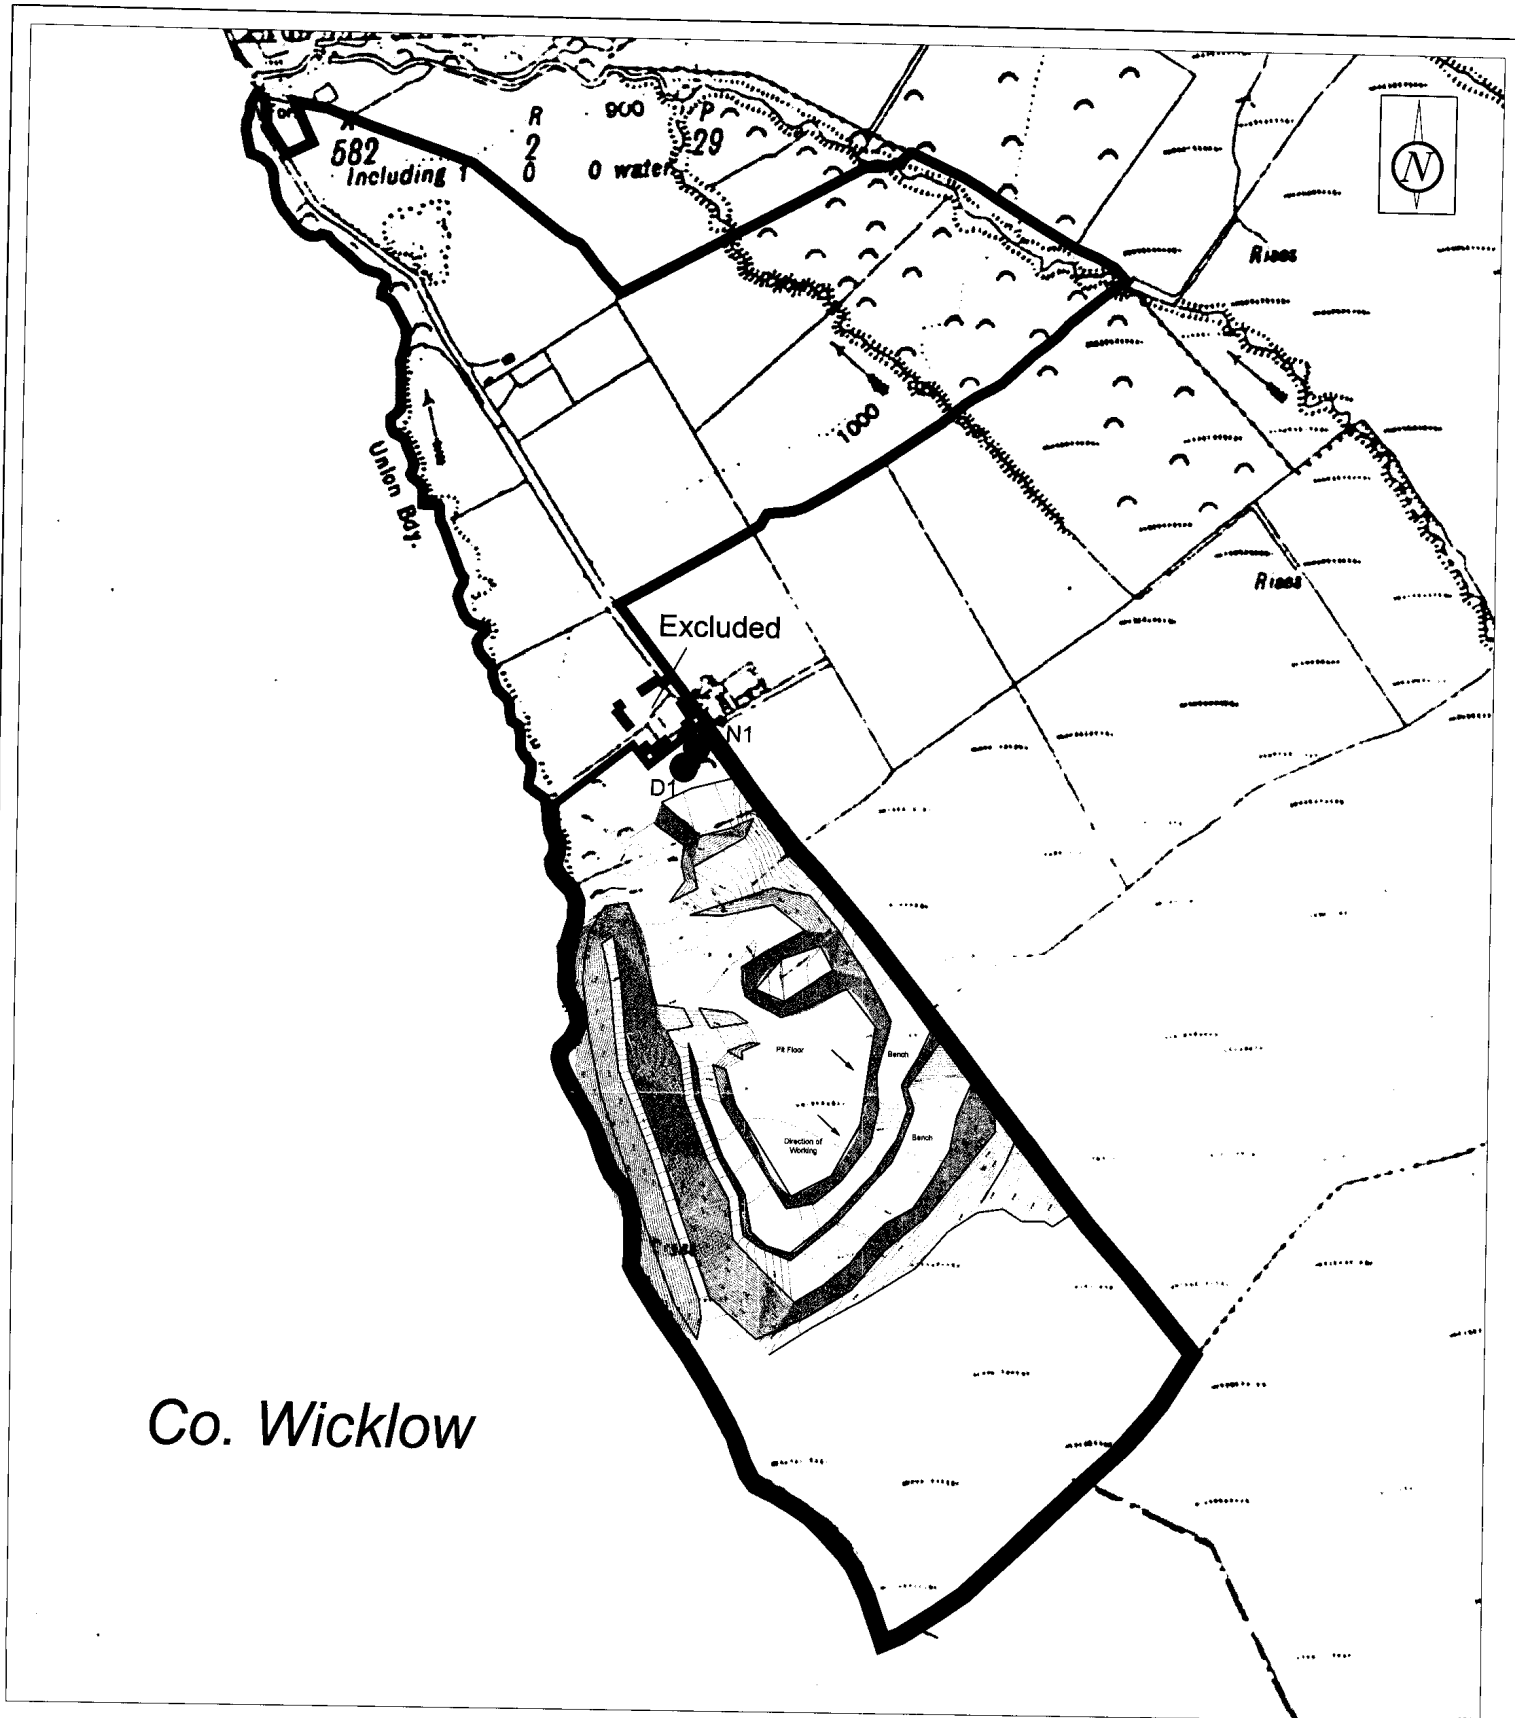 A R 900 P
582 2 29
Including 1 0 0 water
N
Rises
1000
Union Bdy.
Rises
Excluded
N1
D1
Pit Floor
Bench
Direction of
Working
Bench
Co. Wicklow